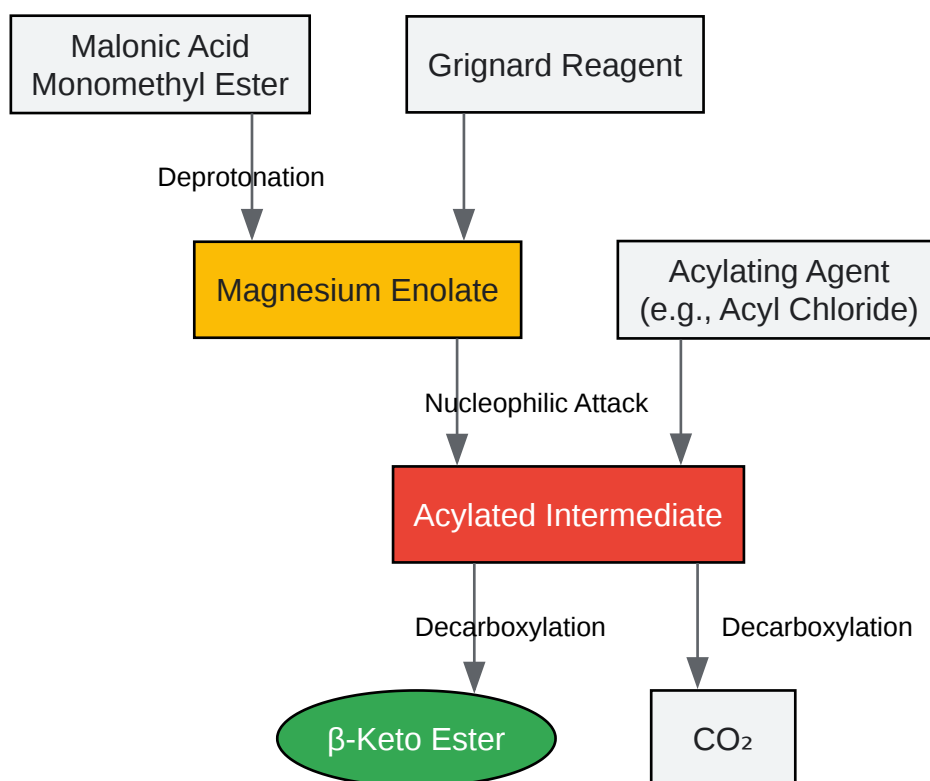 Malonic Acid
Monomethyl Ester
Grignard Reagent
Deprotonation
Magnesium Enolate
Acylating Agent
(e.g., Acyl Chloride)
Nucleophilic Attack
Acylated Intermediate
Decarboxylation
Decarboxylation
β-Keto Ester
CO₂